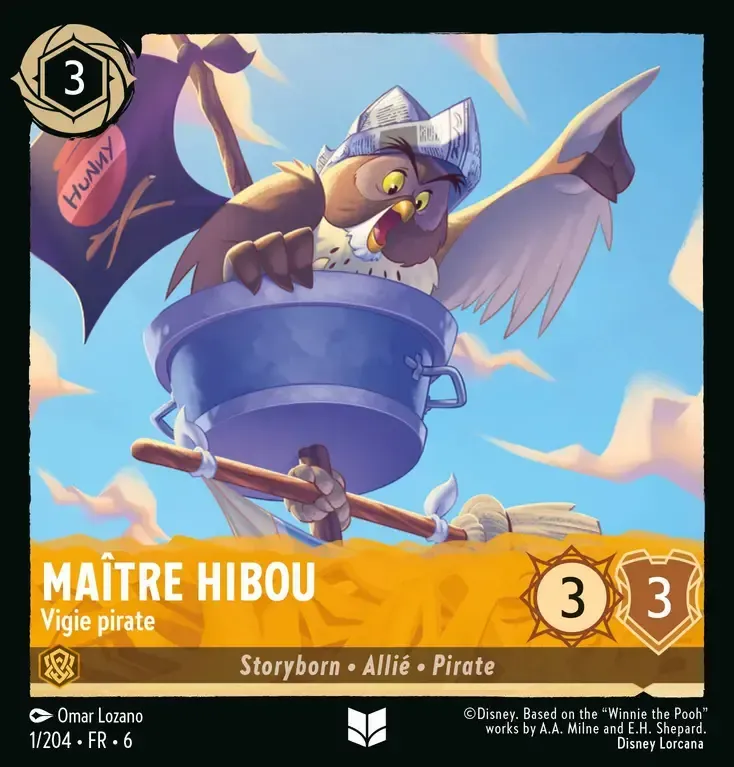 3
HUNNY
MAÎTRE HIBOU
Vigie pirate
3
3
Storyborn • Allié • Pirate
Omar Lozano
1/204 • FR • 6
©Disney. Based on the “Winnie the Pooh”
works by A.A. Milne and E.H. Shepard.
Disney Lorcana